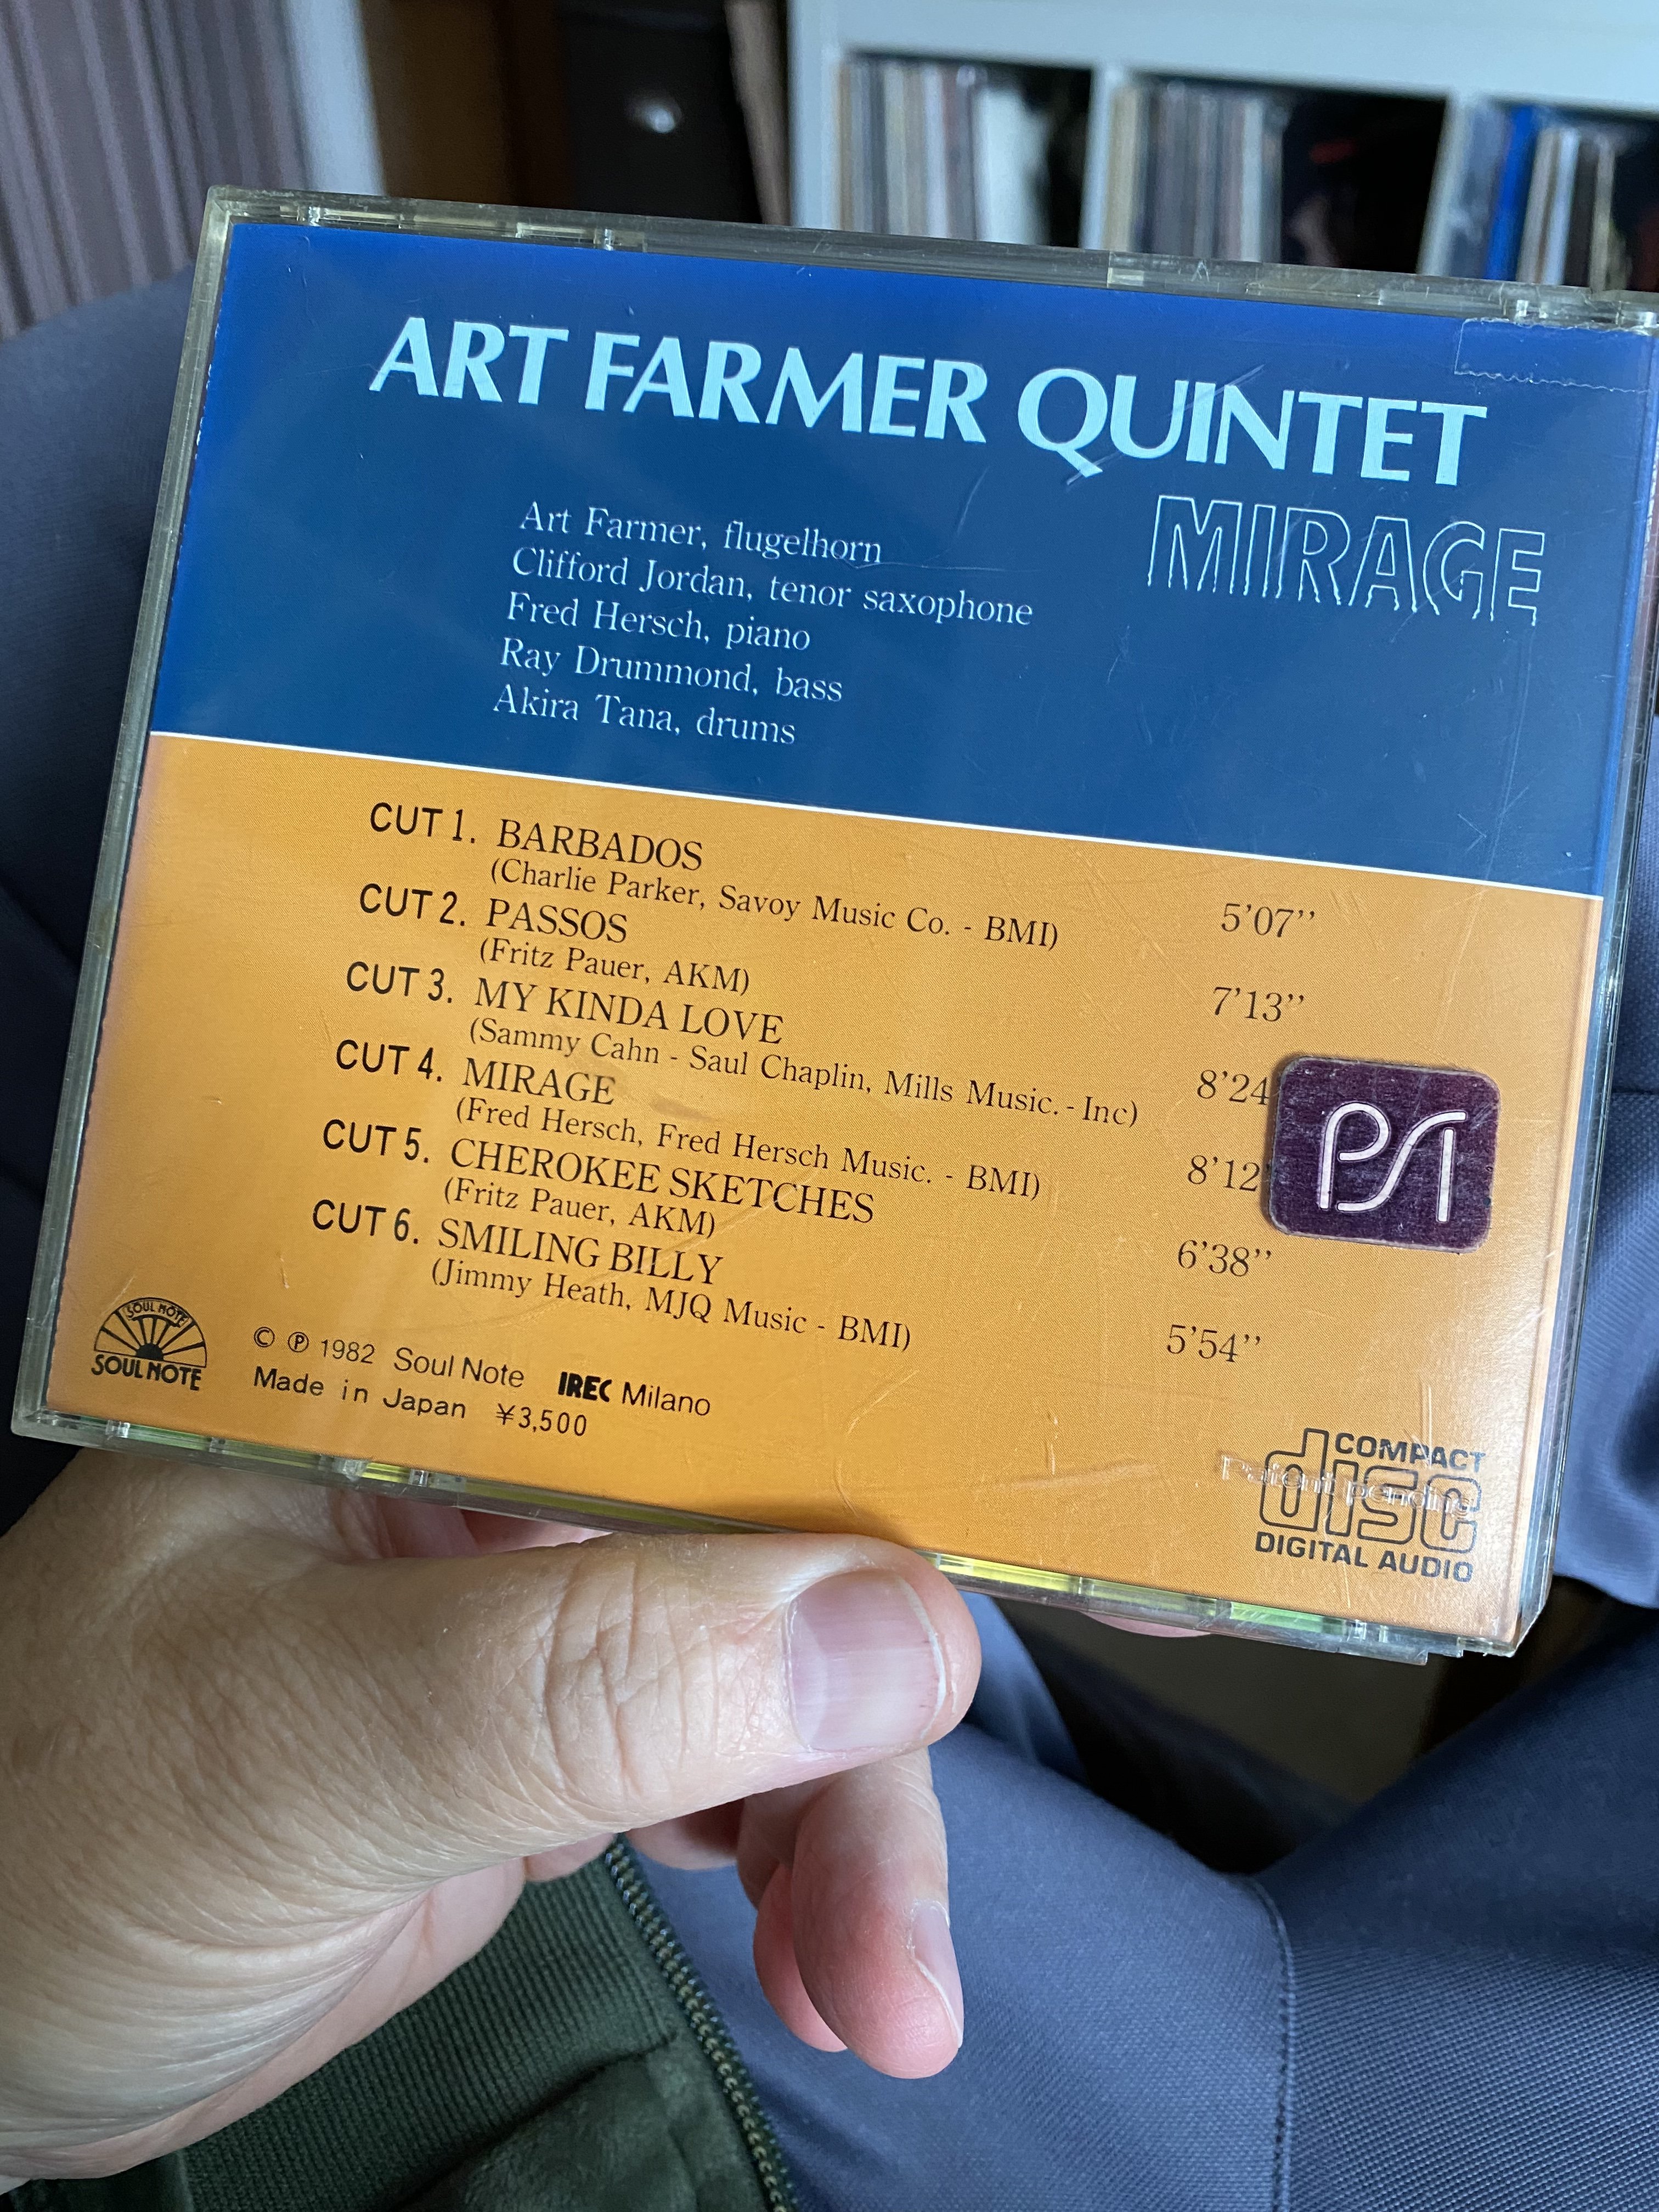 ART FARMER QUINTET
MIRAGE
Art Farmer, flugelhorn
Clifford Jordan, tenor saxophone
Fred Hersch, piano
Ray Drummond, bass
Akira Tana, drums
CUT 1. BARBADOS 5'07''
(Charlie Parker, Savoy Music Co. - BMI)
CUT 2. PASSOS 7'13''
(Fritz Pauer, AKM)
CUT 3. MY KINDA LOVE 8'24
(Sammy Cahn - Saul Chaplin, Mills Music. - Inc)
CUT 4. MIRAGE 8'12'
(Fred Hersch, Fred Hersch Music. - BMI)
CUT 5. CHEROKEE SKETCHES 6'38''
(Fritz Pauer, AKM)
CUT 6. SMILING BILLY 5'54''
(Jimmy Heath, MJQ Music - BMI)
PSI
SOUL NOTE
SOUL NOTE
© ℗ 1982 Soul Note IREC Milano
Made in Japan ¥3,500
COMPACT
disc
Patent pending
DIGITAL AUDIO